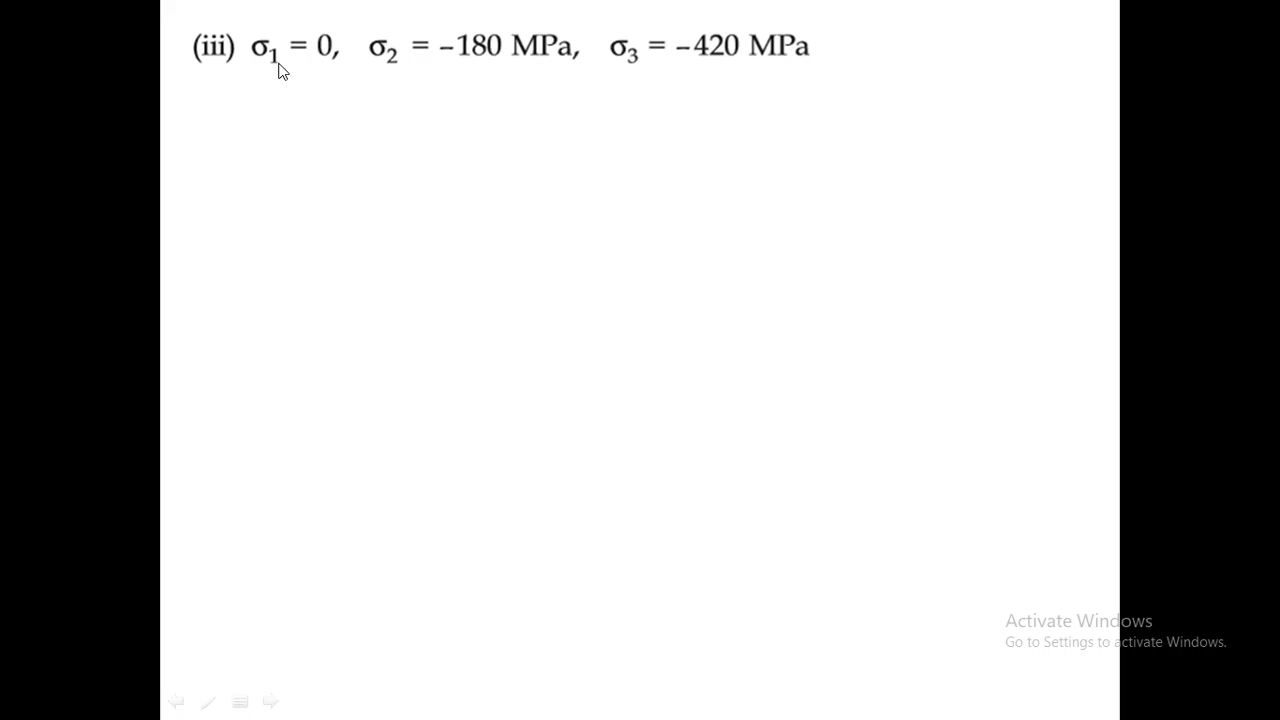 (iii) σ₁ = 0, σ₂ = –180 MPa, σ₃ = –420 MPa
Activate Windows
Go to Settings to activate Windows.